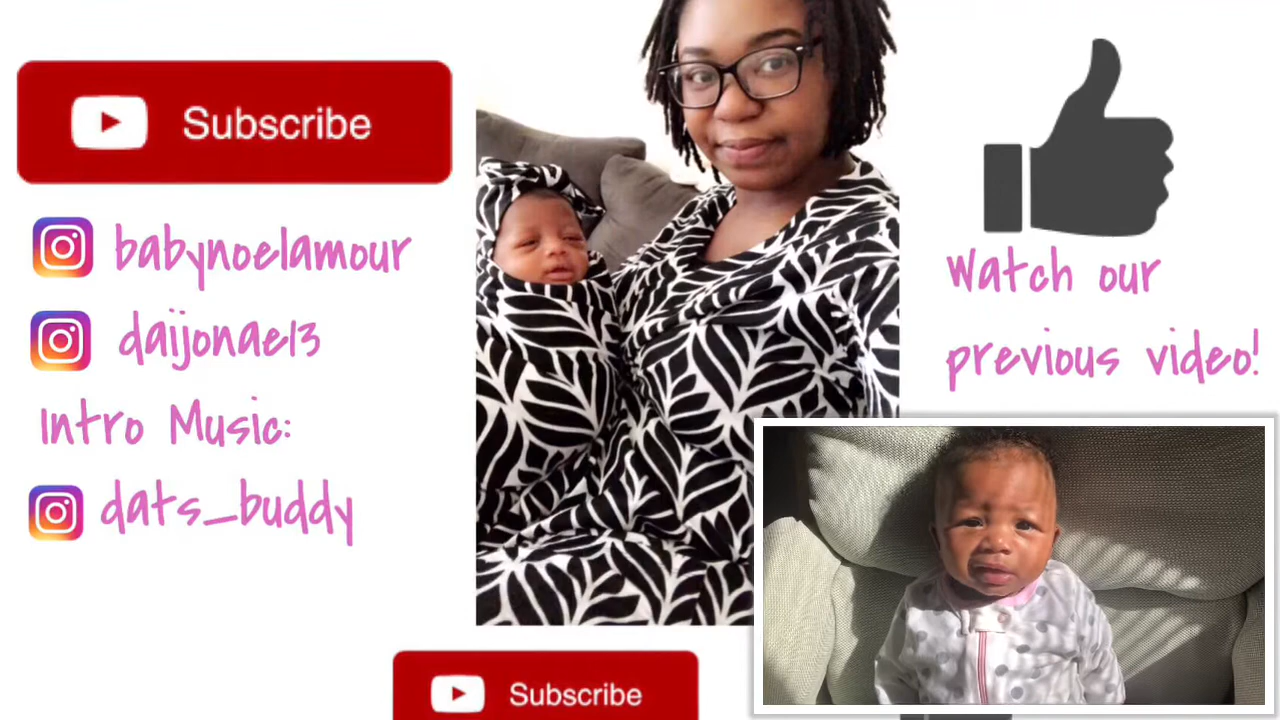 Subscribe
babynoelamour
daijonae13
Intro Music:
dats_buddy
Watch our
previous video!
Subscribe